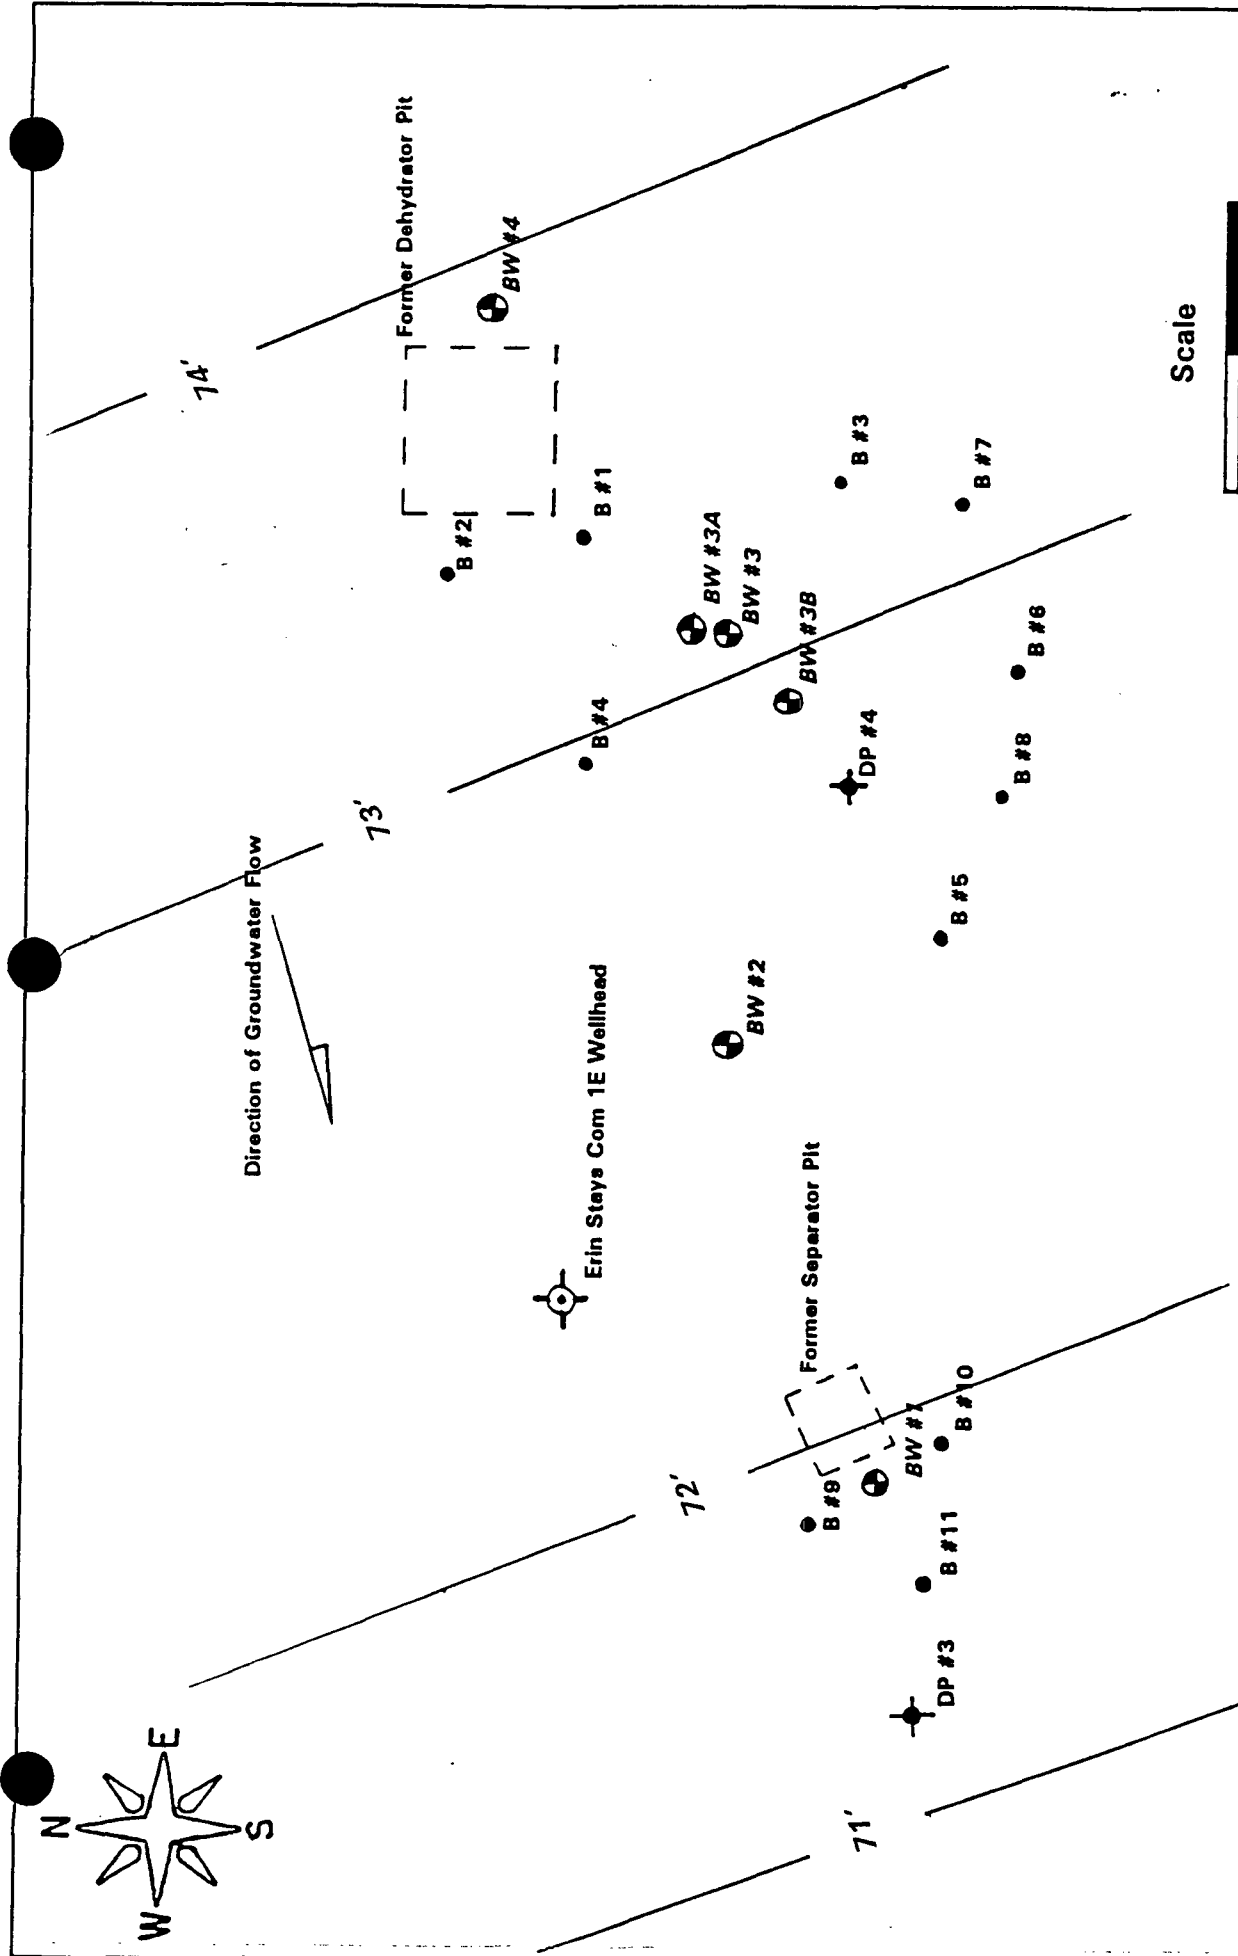 N
W
E
S
Direction of Groundwater Flow
74'
73'
72'
71'
Former Dehydrator Pit
BW #4
B #2
B #1
BW #3A
BW #3
BW #3B
B #4
B #3
B #7
B #6
B #8
DP #4
B #5
BW #2
Erin Stays Com 1E Wellhead
Former Separator Pit
B #9
BW #1
B #10
B #11
DP #3
Scale